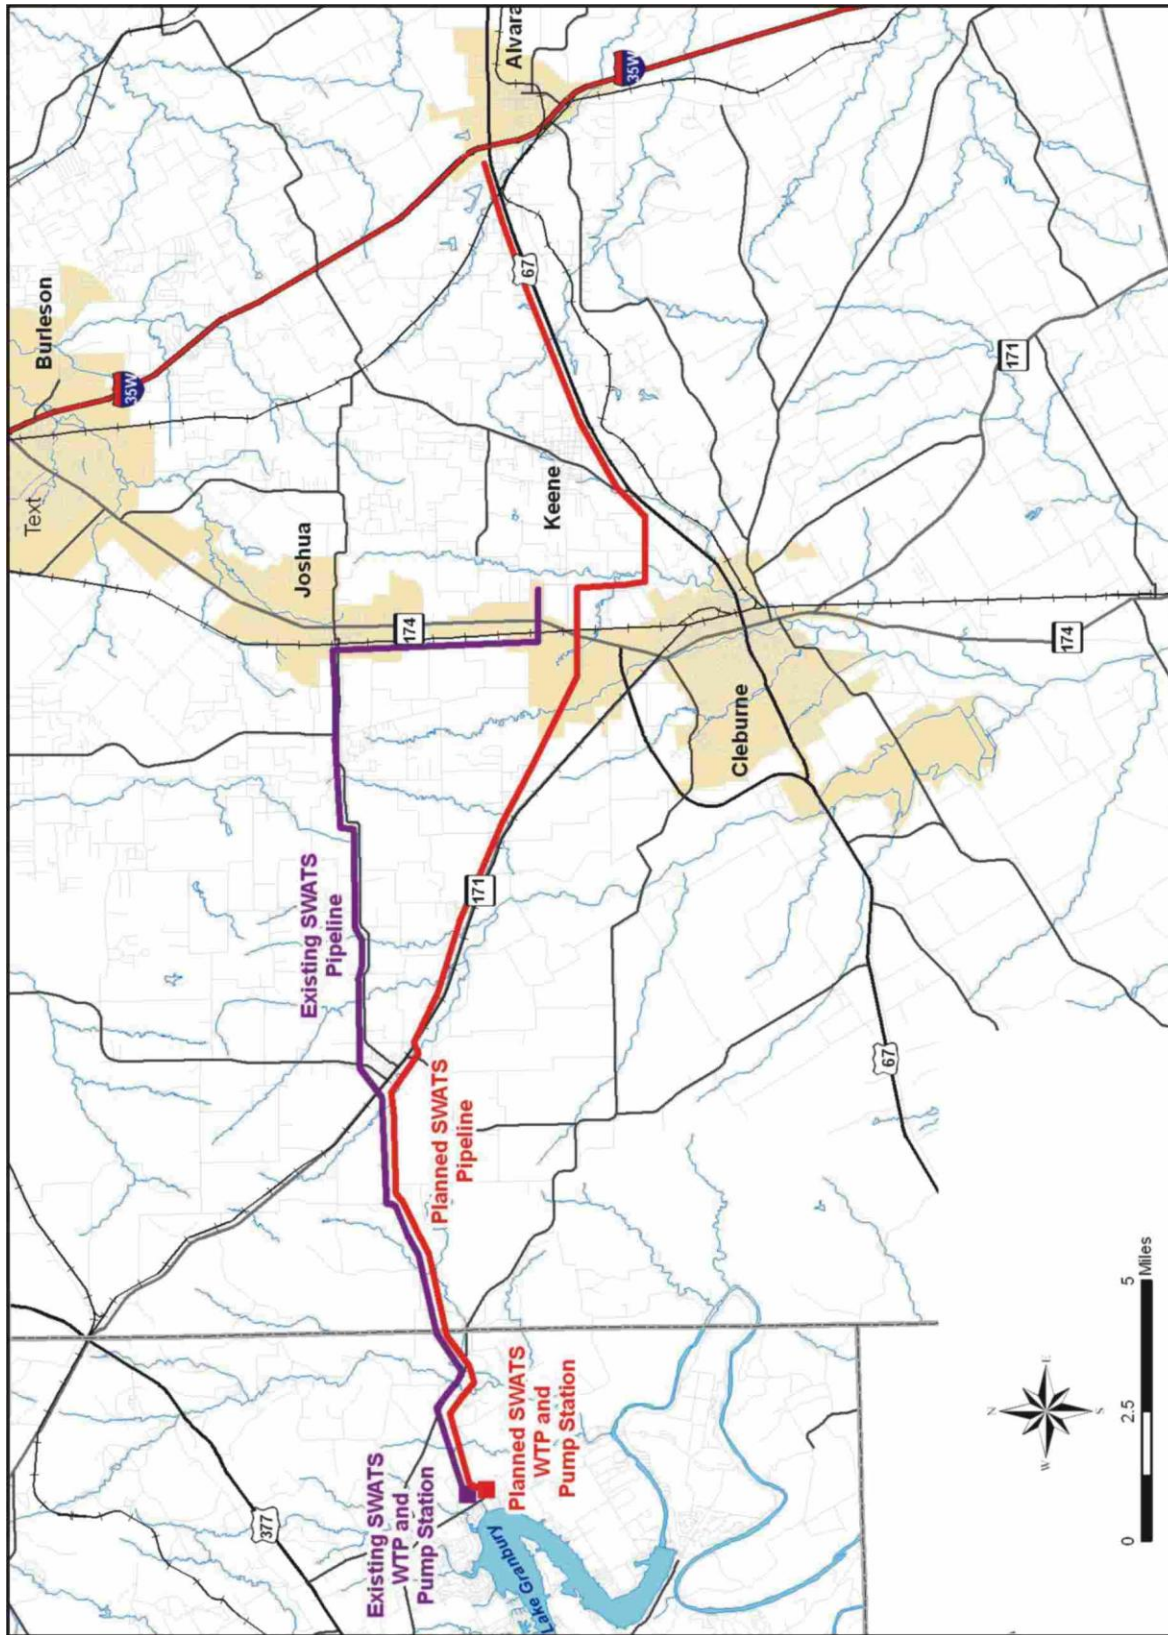 Text
Burleson
35W
Alvara
35W
Joshua
174
Keene
67
171
Cleburne
174
171
67
Existing SWATS
Pipeline
Planned SWATS
Pipeline
377
Existing SWATS
WTP and
Pump Station
Planned SWATS
WTP and
Pump Station
Lake Granbury
N
W
E
S
0
2.5
5
Miles